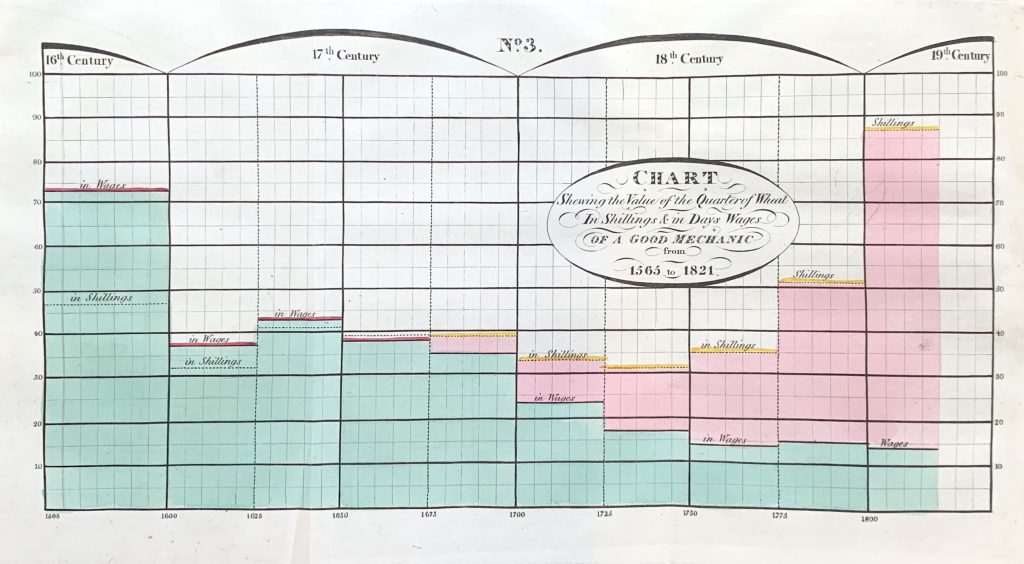 Nº 3.
16th Century
17th Century
18th Century
19th Century
100 100
90 90
80 80
70 70
60 60
50 50
40 40
30 30
20 20
10 10
CHART
Shewing the Value of the Quarter of Wheat
In Shillings & in Days Wages
OF A GOOD MECHANIC
from
1565 to 1821.
in Wages
in Shillings
in Wages
in Shillings
in Wages
in Shillings
in Wages
in Shillings
in Wages
Shillings
Shillings
Wages
1565 1600 1625 1650 1675 1700 1725 1750 1775 1800